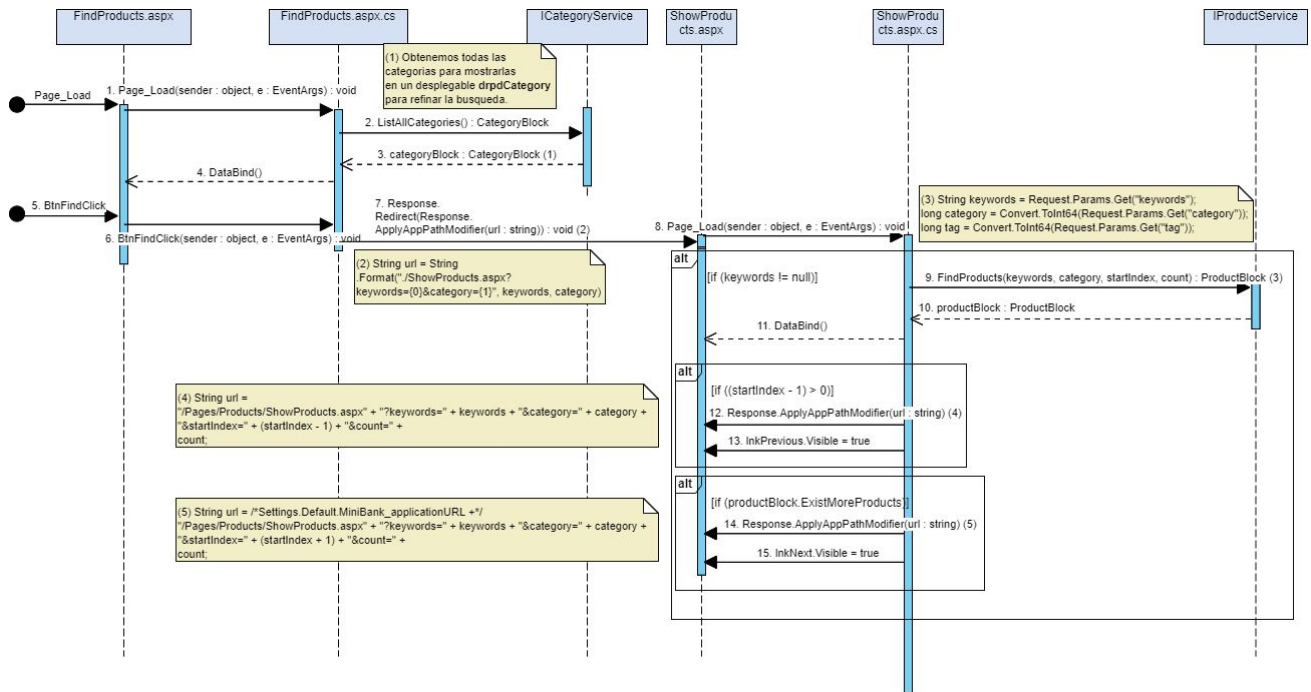 FindProducts.aspx
FindProducts.aspx.cs
ICategoryService
ShowProdu
cts.aspx
ShowProdu
cts.aspx.cs
IProductService
(1) Obtenemos todas las
categorias para mostrarlas
en un desplegable drpdCategory
para refinar la busqueda.
Page_Load
1. Page_Load(sender : object, e : EventArgs) : void
2. ListAllCategories() : CategoryBlock
3. categoryBlock : CategoryBlock (1)
4. DataBind()
5. BtnFindClick
6. BtnFindClick(sender : object, e : EventArgs) : void
7. Response.
Redirect(Response.
ApplyAppPathModifier(url : string)) : void (2)
(2) String url = String
.Format("./ShowProducts.aspx?
keywords={0}&category={1}", keywords, category)
8. Page_Load(sender : object, e : EventArgs) : void
(3) String keywords = Request.Params.Get("keywords");
long category = Convert.ToInt64(Request.Params.Get("category"));
long tag = Convert.ToInt64(Request.Params.Get("tag"));
alt
[if (keywords != null)]
9. FindProducts(keywords, category, startIndex, count) : ProductBlock (3)
10. productBlock : ProductBlock
11. DataBind()
alt
[if ((startIndex - 1) > 0)]
12. Response.ApplyAppPathModifier(url : string) (4)
13. lnkPrevious.Visible = true
(4) String url =
"/Pages/Products/ShowProducts.aspx" + "?keywords=" + keywords + "&category=" + category +
"&startIndex=" + (startIndex - 1) + "&count=" +
count;
alt
[if (productBlock.ExistMoreProducts)]
14. Response.ApplyAppPathModifier(url : string) (5)
15. lnkNext.Visible = true
(5) String url = /*Settings.Default.MiniBank_applicationURL +*/
"/Pages/Products/ShowProducts.aspx" + "?keywords=" + keywords + "&category=" + category +
"&startIndex=" + (startIndex + 1) + "&count=" +
count;